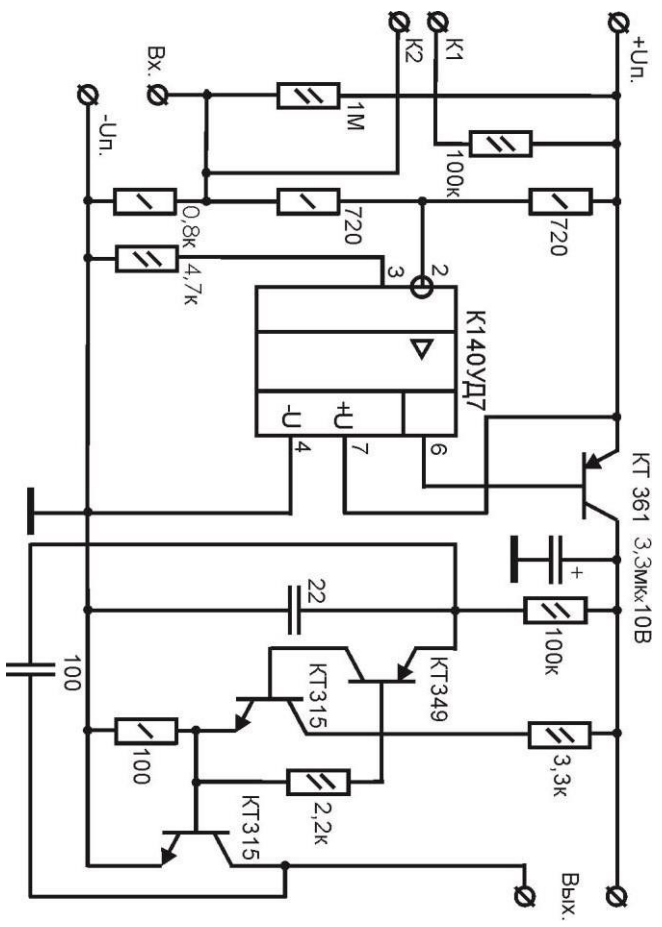 +Uп.
КТ 361
3,3мкх10В
+
Вых.
720
100к
3,3к
К1
100к
К2
1М
720
К140УД7
2
3
6
+U
7
-U
4
КТ349
22
КТ315
2,2к
КТ315
Вх.
0,8к
4,7к
-Uп.
100
100